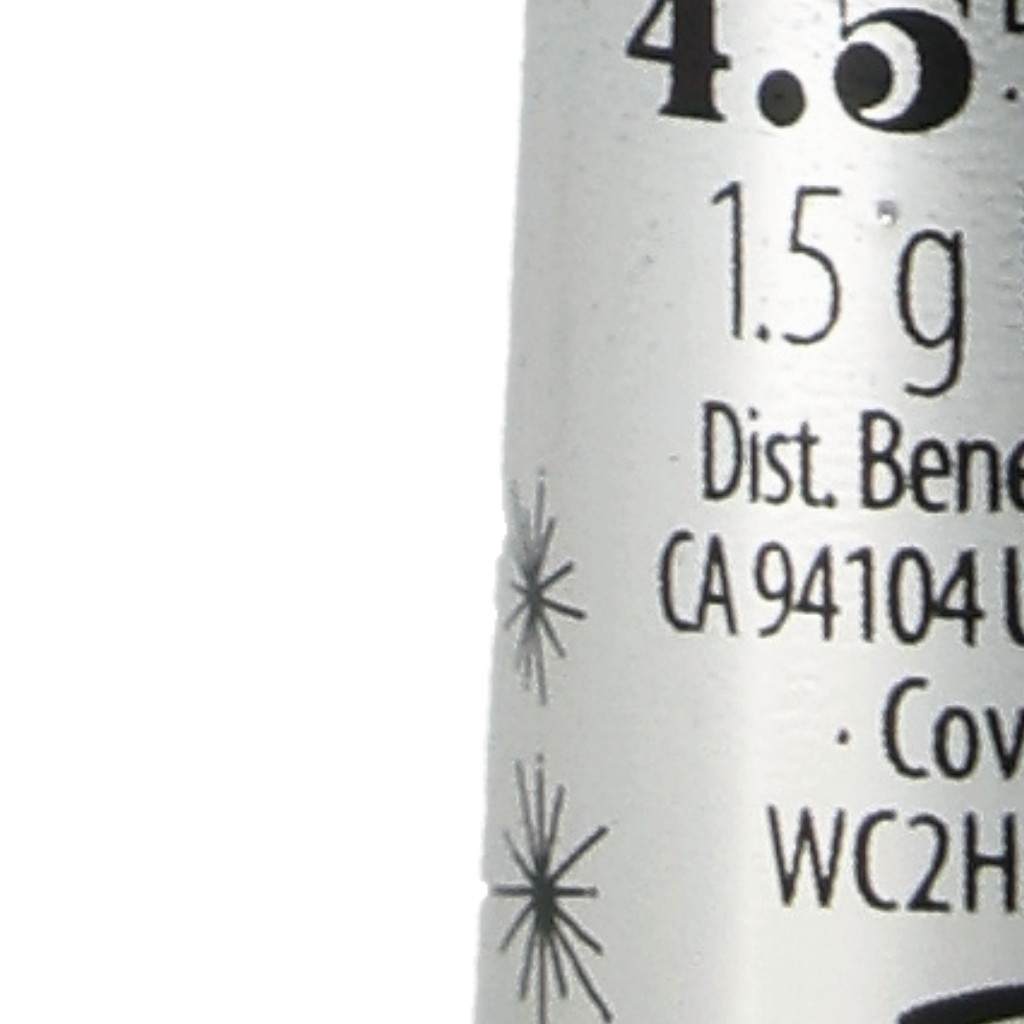 4.5
1.5 g
Dist. Bene
CA 94104 U
· Cov
WC2H